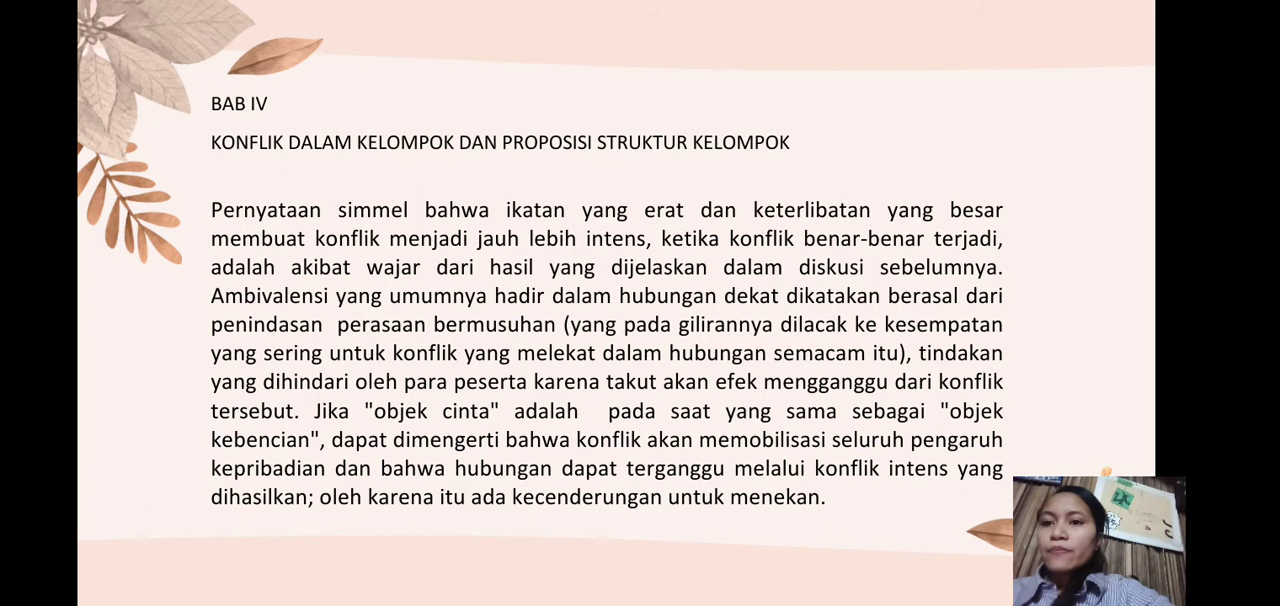 BAB IV
KONFLIK DALAM KELOMPOK DAN PROPOSISI STRUKTUR KELOMPOK
Pernyataan simmel bahwa ikatan yang erat dan keterlibatan yang besar
membuat konflik menjadi jauh lebih intens, ketika konflik benar-benar terjadi,
adalah akibat wajar dari hasil yang dijelaskan dalam diskusi sebelumnya.
Ambivalensi yang umumnya hadir dalam hubungan dekat dikatakan berasal dari
penindasan perasaan bermusuhan (yang pada gilirannya dilacak ke kesempatan
yang sering untuk konflik yang melekat dalam hubungan semacam itu), tindakan
yang dihindari oleh para peserta karena takut akan efek mengganggu dari konflik
tersebut. Jika "objek cinta" adalah pada saat yang sama sebagai "objek
kebencian", dapat dimengerti bahwa konflik akan memobilisasi seluruh pengaruh
kepribadian dan bahwa hubungan dapat terganggu melalui konflik intens yang
dihasilkan; oleh karena itu ada kecenderungan untuk menekan.